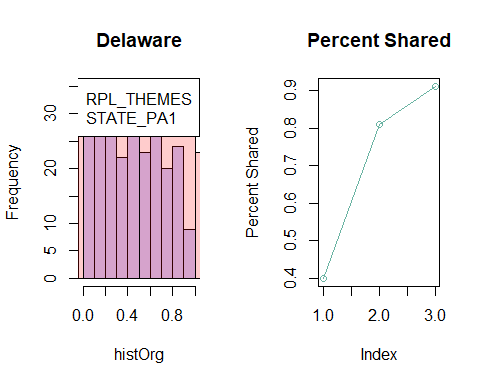 Delaware
RPL_THEMES
STATE_PA1
Frequency
0
5
10
20
30
0.0
0.4
0.8
histOrg
Percent Shared
Percent Shared
0.4
0.5
0.6
0.7
0.8
0.9
1.0
2.0
3.0
Index